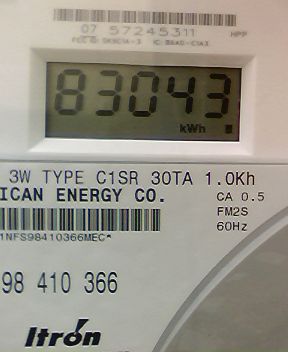 07 57245311
HPP
83043
kWh
3W TYPE C1SR 30TA 1.0Kh
ICAN ENERGY CO.
CA 0.5
FM2S
60Hz
1NFS98410366MEC*
98 410 366
Itron